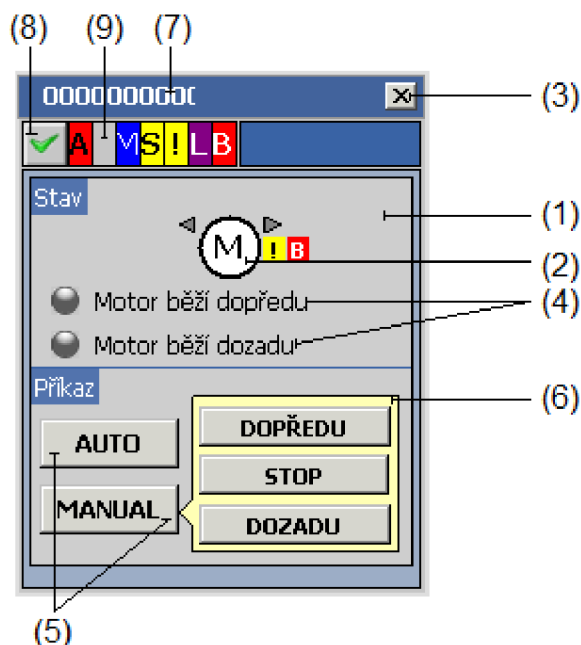 (8) (9) (7)
0000000000(
X (3)
A M S ! L B
Stav
(1)
M ! B
(2)
Motor běží dopředu
(4)
Motor běží dozadu
Příkaz
(6)
AUTO DOPŘEDU
STOP
MANUAL
DOZADU
(5)